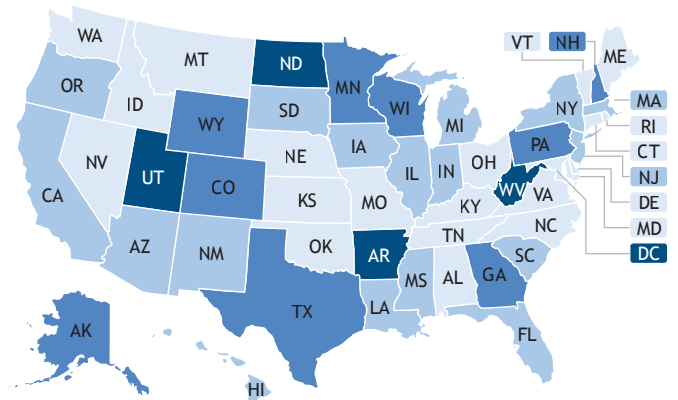 WA
VT
NH
ME
MT
ND
OR
MN
ID
SD
WI
MI
NY
MA
WY
RI
IA
PA
CT
NV
NE
OH
UT
CO
IL
IN
NJ
WV
VA
DE
CA
KS
MO
KY
NC
MD
AZ
NM
OK
AR
TN
DC
SC
MS
AL
GA
TX
LA
AK
FL
HI